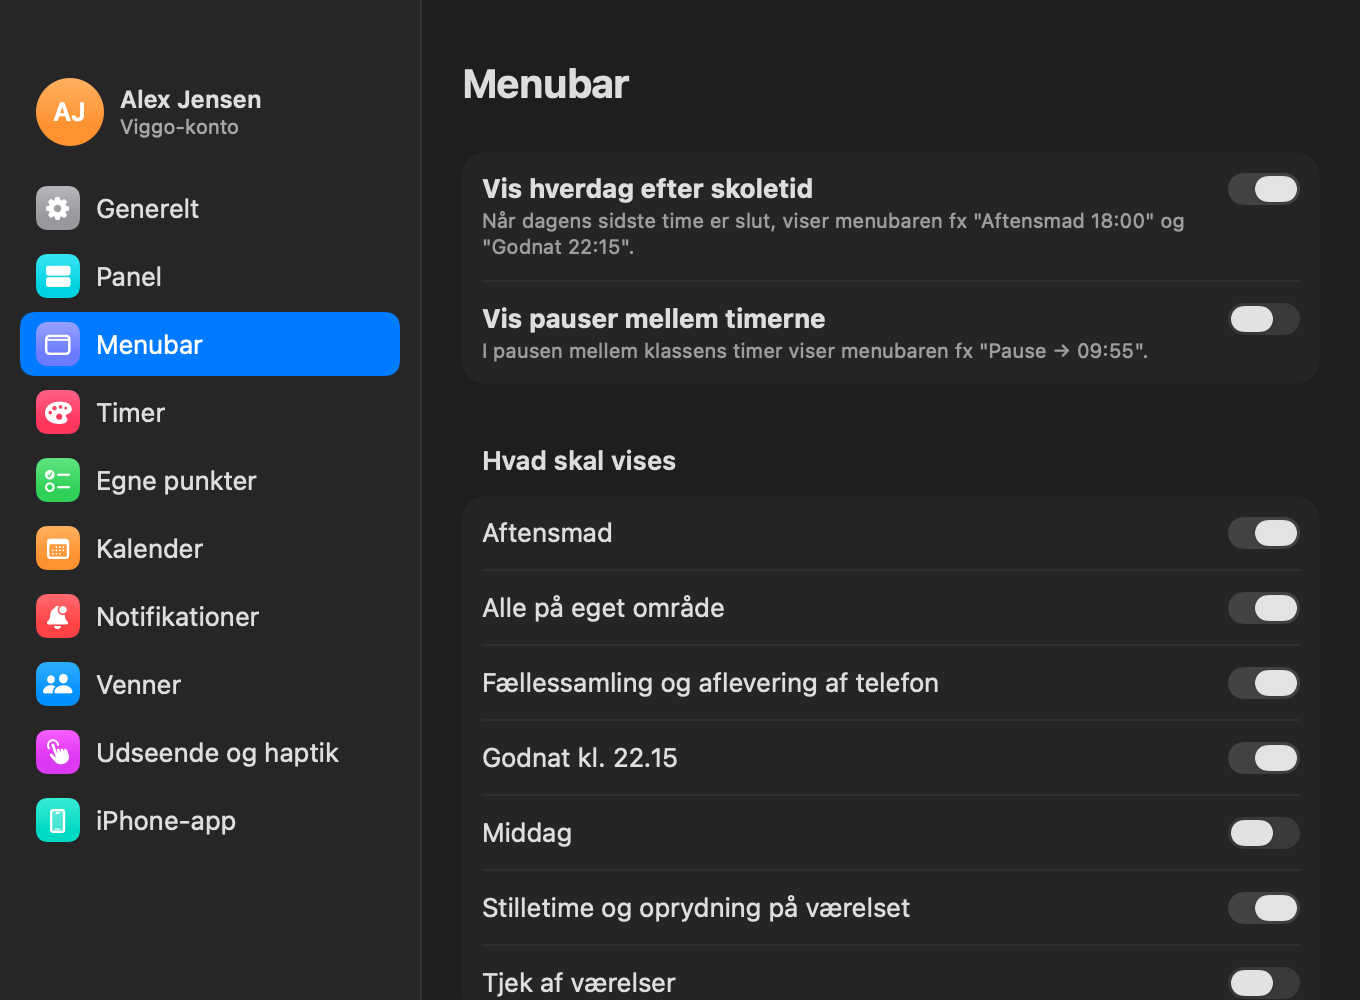 AJ
Alex Jensen
Viggo-konto
Generelt
Panel
Menubar
Timer
Egne punkter
Kalender
Notifikationer
Venner
Udseende og haptik
iPhone-app
Menubar
Vis hverdag efter skoletid
Når dagens sidste time er slut, viser menubaren fx "Aftensmad 18:00" og
"Godnat 22:15".
Vis pauser mellem timerne
I pausen mellem klassens timer viser menubaren fx "Pause → 09:55".
Hvad skal vises
Aftensmad
Alle på eget område
Fællessamling og aflevering af telefon
Godnat kl. 22.15
Middag
Stilletime og oprydning på værelset
Tjek af værelser